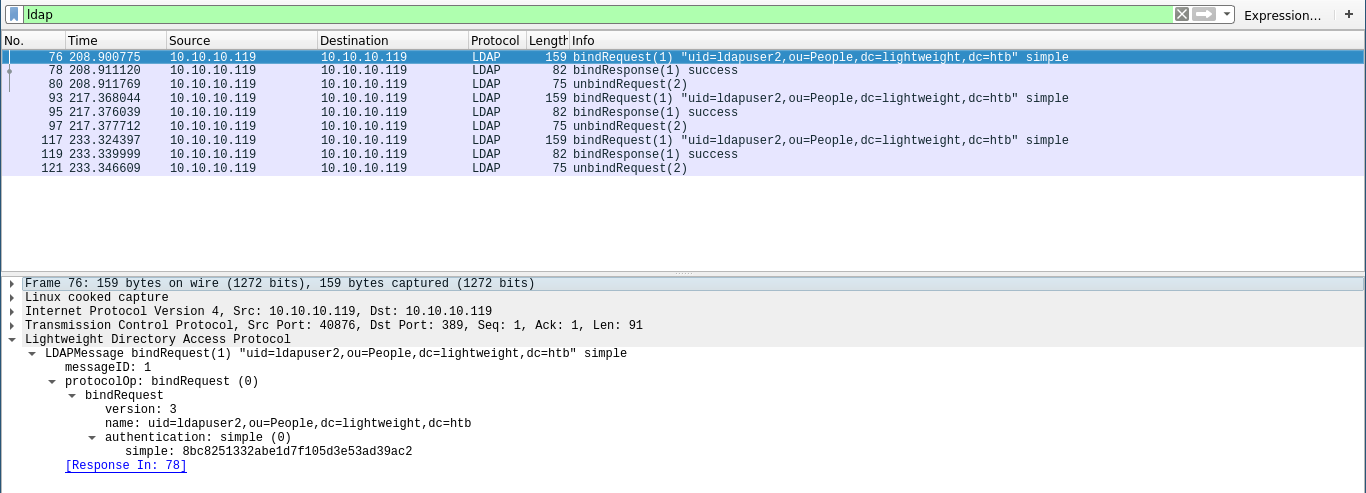 ldap
Expression...
No. Time Source Destination Protocol Length Info
76 208.900775 10.10.10.119 10.10.10.119 LDAP 159 bindRequest(1) "uid=ldapuser2,ou=People,dc=lightweight,dc=htb" simple
78 208.911120 10.10.10.119 10.10.10.119 LDAP 82 bindResponse(1) success
80 208.911769 10.10.10.119 10.10.10.119 LDAP 75 unbindRequest(2)
93 217.368044 10.10.10.119 10.10.10.119 LDAP 159 bindRequest(1) "uid=ldapuser2,ou=People,dc=lightweight,dc=htb" simple
95 217.376039 10.10.10.119 10.10.10.119 LDAP 82 bindResponse(1) success
97 217.377712 10.10.10.119 10.10.10.119 LDAP 75 unbindRequest(2)
117 233.324397 10.10.10.119 10.10.10.119 LDAP 159 bindRequest(1) "uid=ldapuser2,ou=People,dc=lightweight,dc=htb" simple
119 233.339999 10.10.10.119 10.10.10.119 LDAP 82 bindResponse(1) success
121 233.346609 10.10.10.119 10.10.10.119 LDAP 75 unbindRequest(2)
Frame 76: 159 bytes on wire (1272 bits), 159 bytes captured (1272 bits)
Linux cooked capture
Internet Protocol Version 4, Src: 10.10.10.119, Dst: 10.10.10.119
Transmission Control Protocol, Src Port: 40876, Dst Port: 389, Seq: 1, Ack: 1, Len: 91
Lightweight Directory Access Protocol
LDAPMessage bindRequest(1) "uid=ldapuser2,ou=People,dc=lightweight,dc=htb" simple
messageID: 1
protocolOp: bindRequest (0)
bindRequest
version: 3
name: uid=ldapuser2,ou=People,dc=lightweight,dc=htb
authentication: simple (0)
simple: 8bc8251332abe1d7f105d3e53ad39ac2
[Response In: 78]